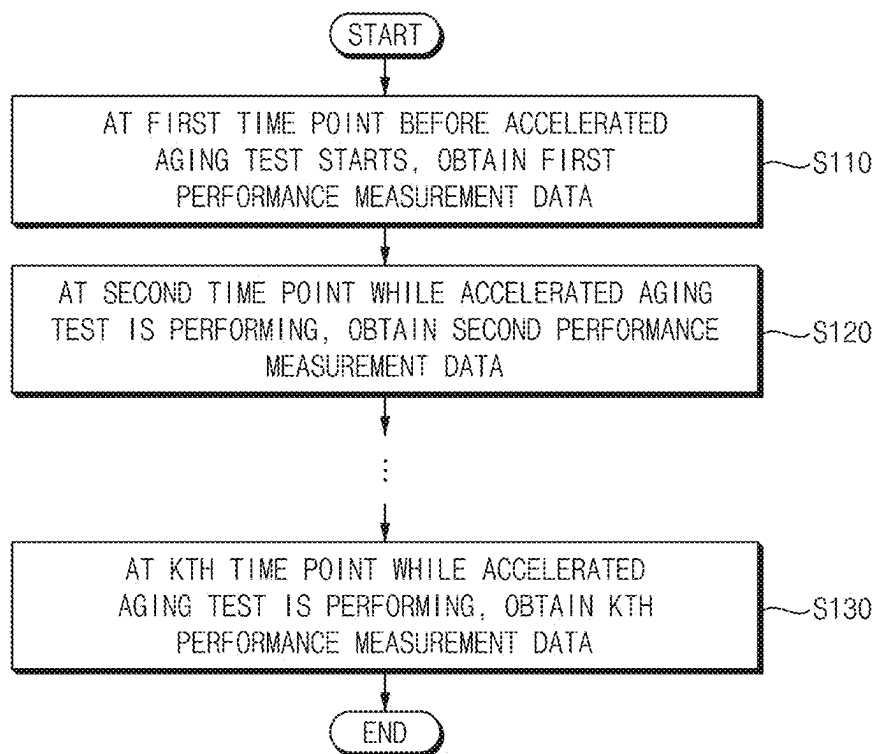 START
AT FIRST TIME POINT BEFORE ACCELERATED
AGING TEST STARTS, OBTAIN FIRST
PERFORMANCE MEASUREMENT DATA
S110
AT SECOND TIME POINT WHILE ACCELERATED AGING
TEST IS PERFORMING, OBTAIN SECOND PERFORMANCE
MEASUREMENT DATA
S120
⋮
AT KTH TIME POINT WHILE ACCELERATED
AGING TEST IS PERFORMING, OBTAIN KTH
PERFORMANCE MEASUREMENT DATA
S130
END